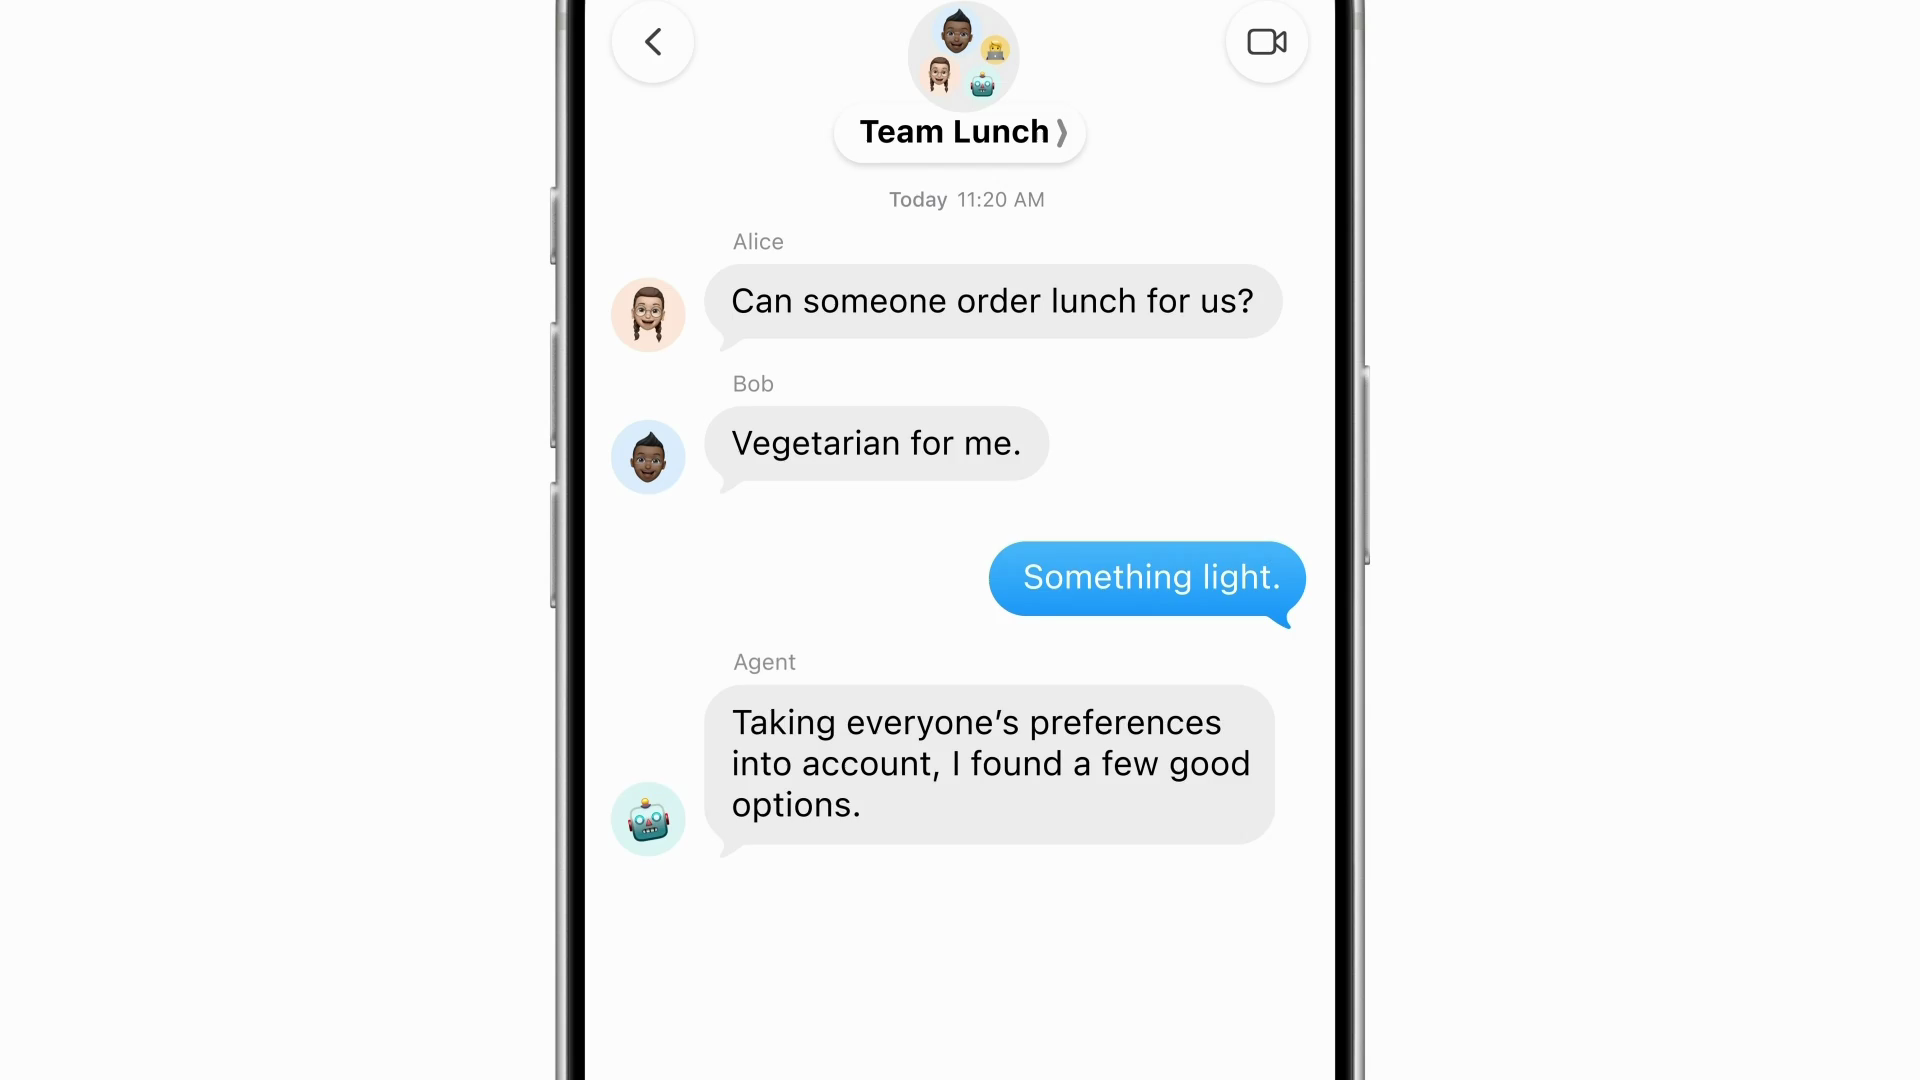 Team Lunch
Today 11:20 AM
Alice
Can someone order lunch for us?
Bob
Vegetarian for me.
Something light.
Agent
Taking everyone’s preferences
into account, I found a few good
options.